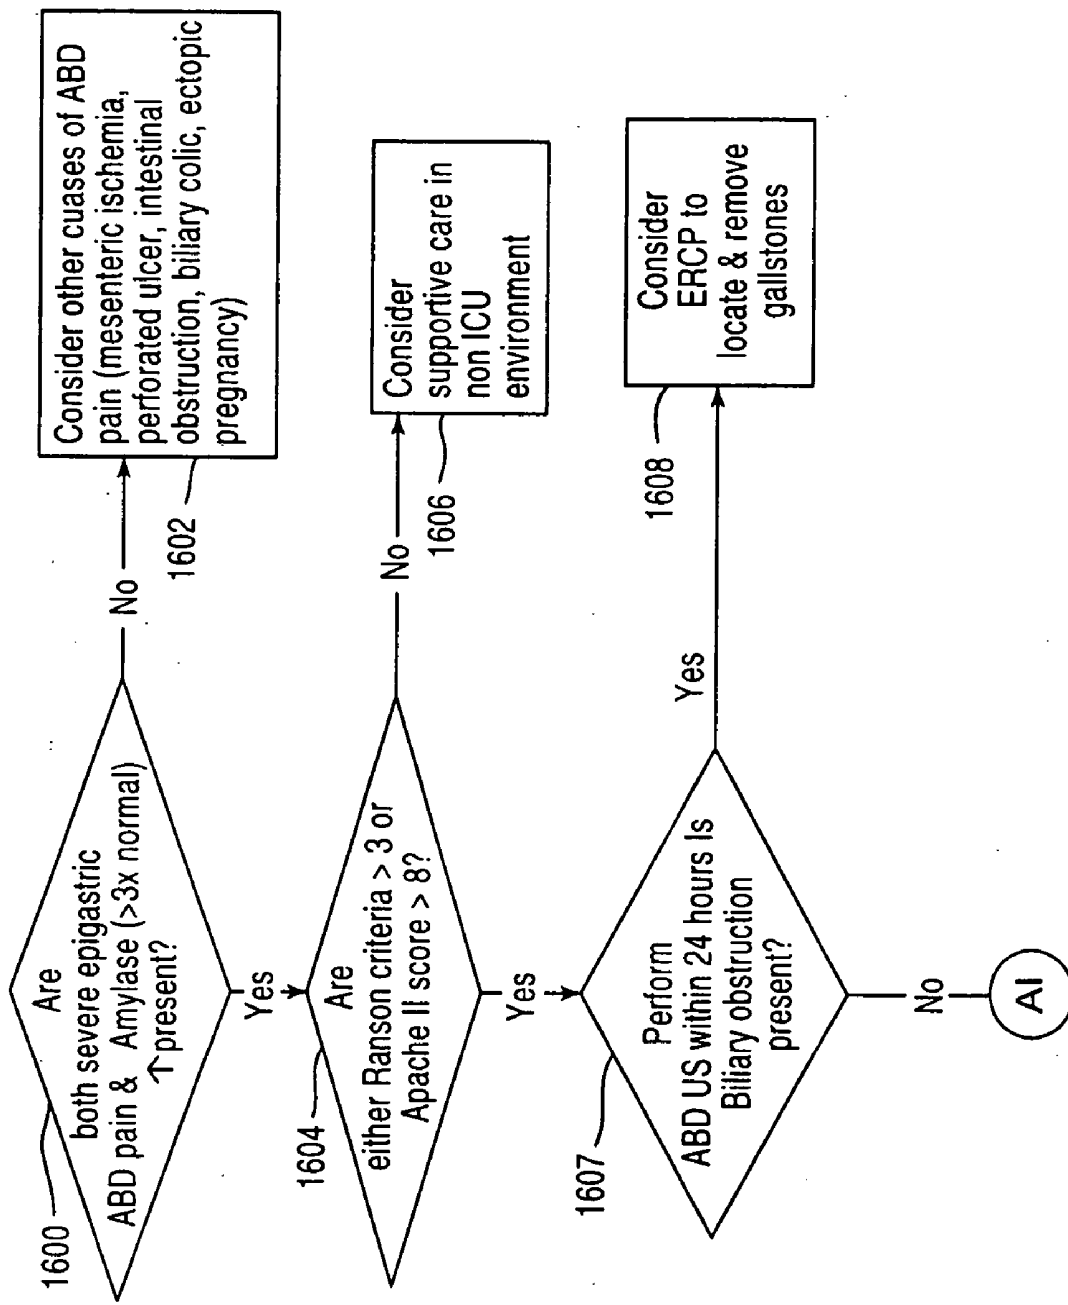 Are
both severe epigastric
ABD pain & Amylase (>3x normal)
↑present?
1600
No
Consider other cuases of ABD
pain (mesenteric ischemia,
perforated ulcer, intestinal
obstruction, biliary colic, ectopic
pregnancy)
1602
Yes
Are
either Ranson criteria > 3 or
Apache II score > 8?
1604
No
Consider
supportive care in
non ICU
environment
1606
Yes
Perform
ABD US within 24 hours Is
Biliary obstruction
present?
1607
Yes
Consider
ERCP to
locate & remove
gallstones
1608
No
AI